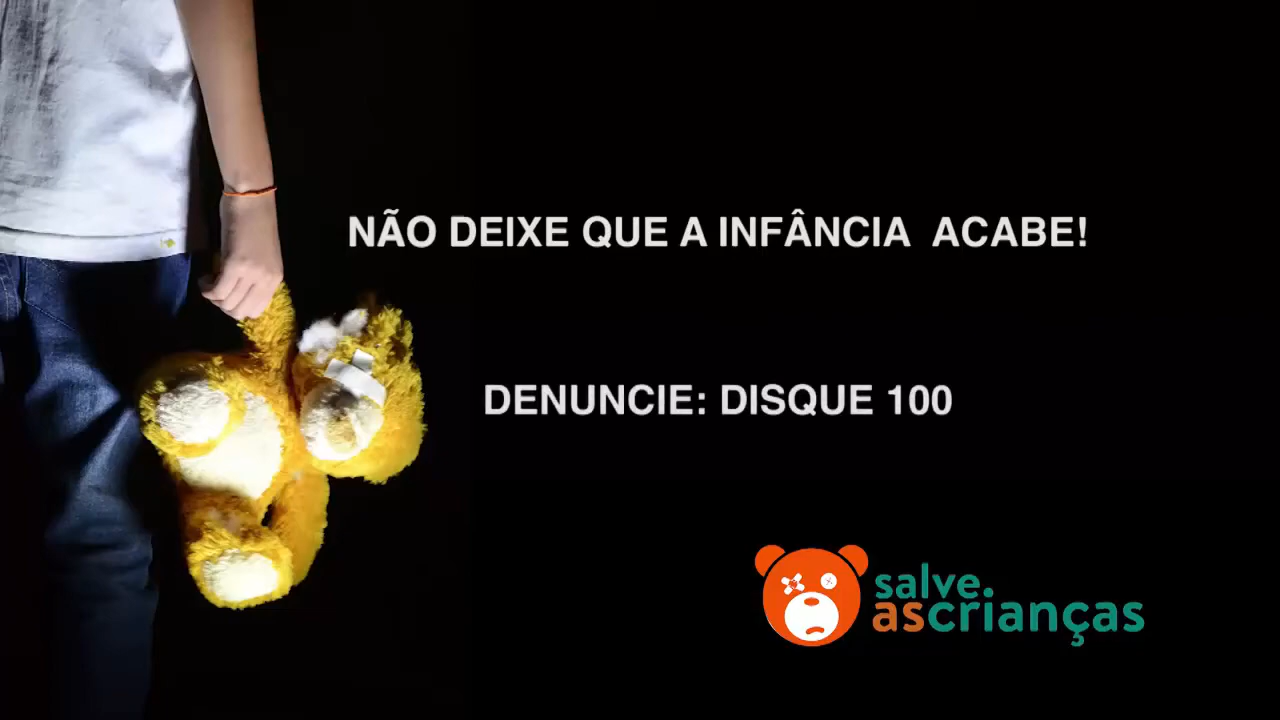 NÃO DEIXE QUE A INFÂNCIA ACABE!
DENUNCIE: DISQUE 100
salve.
ascrianças